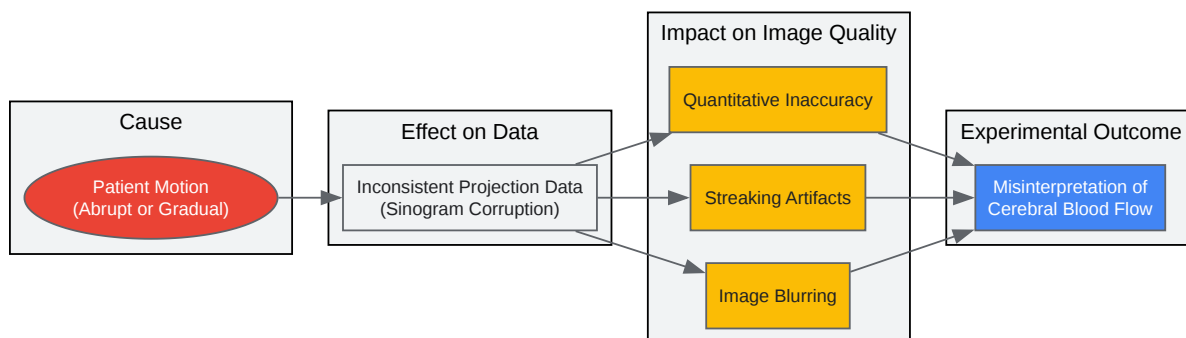 Cause
Patient Motion
(Abrupt or Gradual)
Effect on Data
Inconsistent Projection Data
(Sinogram Corruption)
Impact on Image Quality
Quantitative Inaccuracy
Streaking Artifacts
Image Blurring
Experimental Outcome
Misinterpretation of
Cerebral Blood Flow